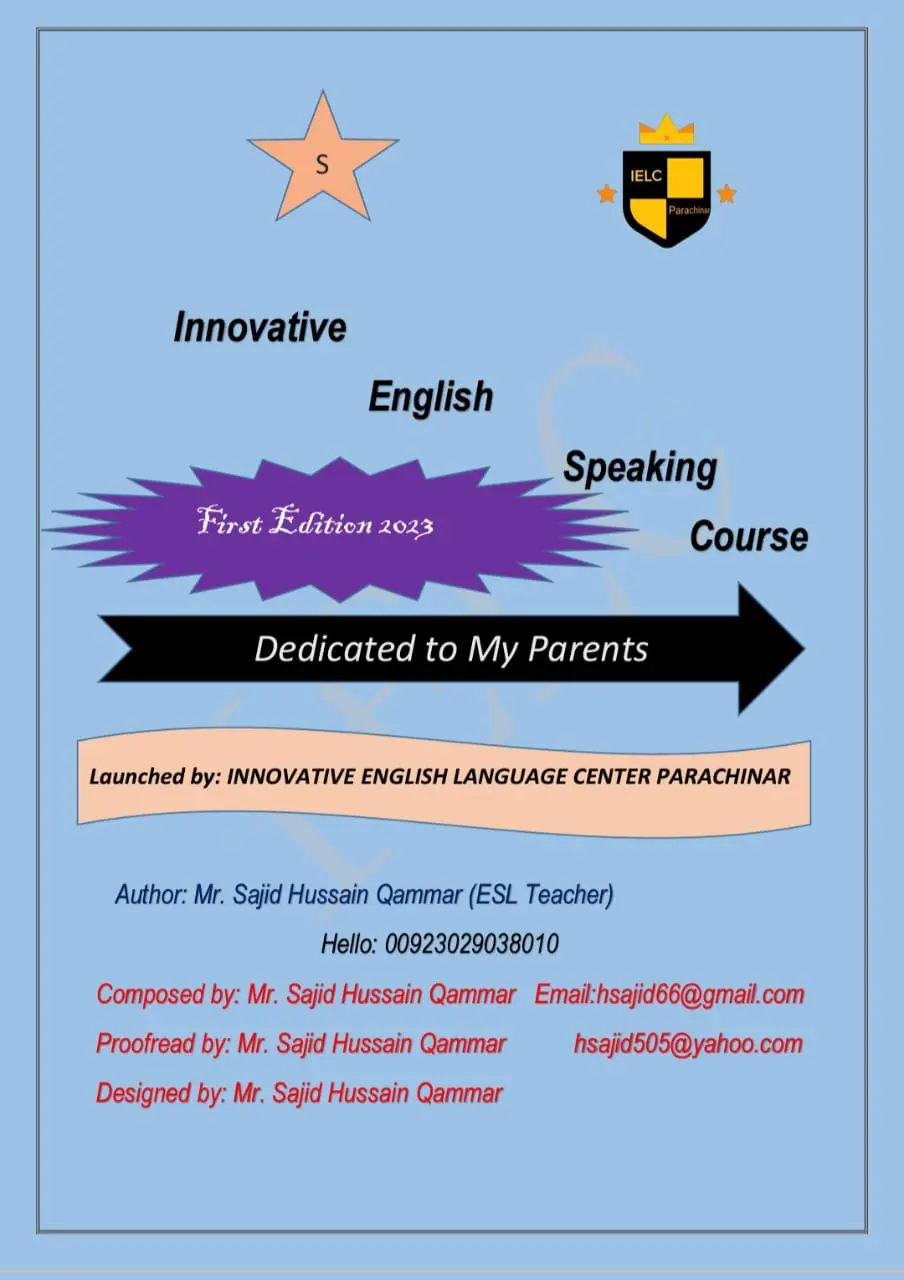 S
IELC
Parachinar
Innovative
English
Speaking
Course
First Edition 2023
Dedicated to My Parents
Launched by: INNOVATIVE ENGLISH LANGUAGE CENTER PARACHINAR
Author: Mr. Sajid Hussain Qammar (ESL Teacher)
Hello: 00923029038010
Composed by: Mr. Sajid Hussain Qammar Email:hsajid66@gmail.com
Proofread by: Mr. Sajid Hussain Qammar hsajid505@yahoo.com
Designed by: Mr. Sajid Hussain Qammar
IELC